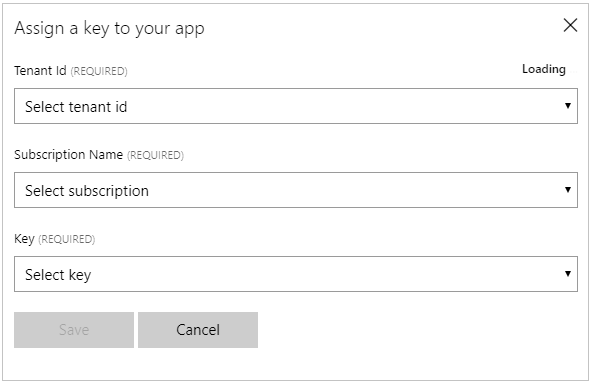 Assign a key to your app
Tenant Id (REQUIRED) Loading
Select tenant id
Subscription Name (REQUIRED)
Select subscription
Key (REQUIRED)
Select key
Save Cancel